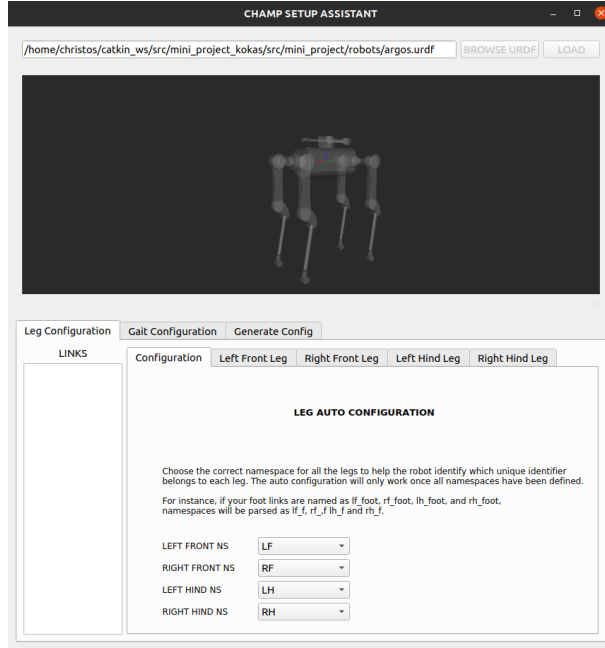 CHAMP SETUP ASSISTANT
/home/christos/catkin_ws/src/mini_project_kokas/src/mini_project/robots/argos.urdf
BROWSE URDF
LOAD
Leg Configuration
Gait Configuration
Generate Config
LINKS
Configuration
Left Front Leg
Right Front Leg
Left Hind Leg
Right Hind Leg
LEG AUTO CONFIGURATION
Choose the correct namespace for all the legs to help the robot identify which unique identifier
belongs to each leg. The auto configuration will only work once all namespaces have been defined.
For instance, if your foot links are named as lf_foot, rf_foot, lh_foot, and rh_foot,
namespaces will be parsed as lf_f, rf_,f lh_f and rh_f.
LEFT FRONT NS LF
RIGHT FRONT NS RF
LEFT HIND NS LH
RIGHT HIND NS RH